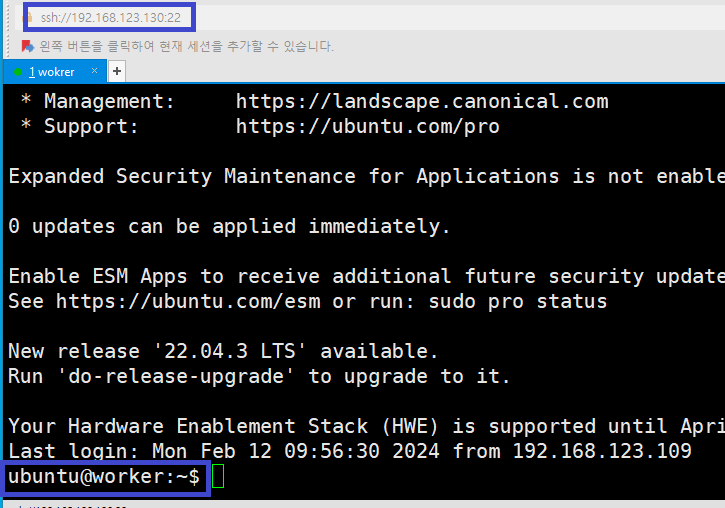 ssh://192.168.123.130:22
왼쪽 버튼을 클릭하여 현재 세션을 추가할 수 있습니다.
1 wokrer × +
* Management: https://landscape.canonical.com
* Support: https://ubuntu.com/pro
Expanded Security Maintenance for Applications is not enable
0 updates can be applied immediately.
Enable ESM Apps to receive additional future security update
See https://ubuntu.com/esm or run: sudo pro status
New release '22.04.3 LTS' available.
Run 'do-release-upgrade' to upgrade to it.
Your Hardware Enablement Stack (HWE) is supported until Apri
Last login: Mon Feb 12 09:56:30 2024 from 192.168.123.109
ubuntu@worker:~$